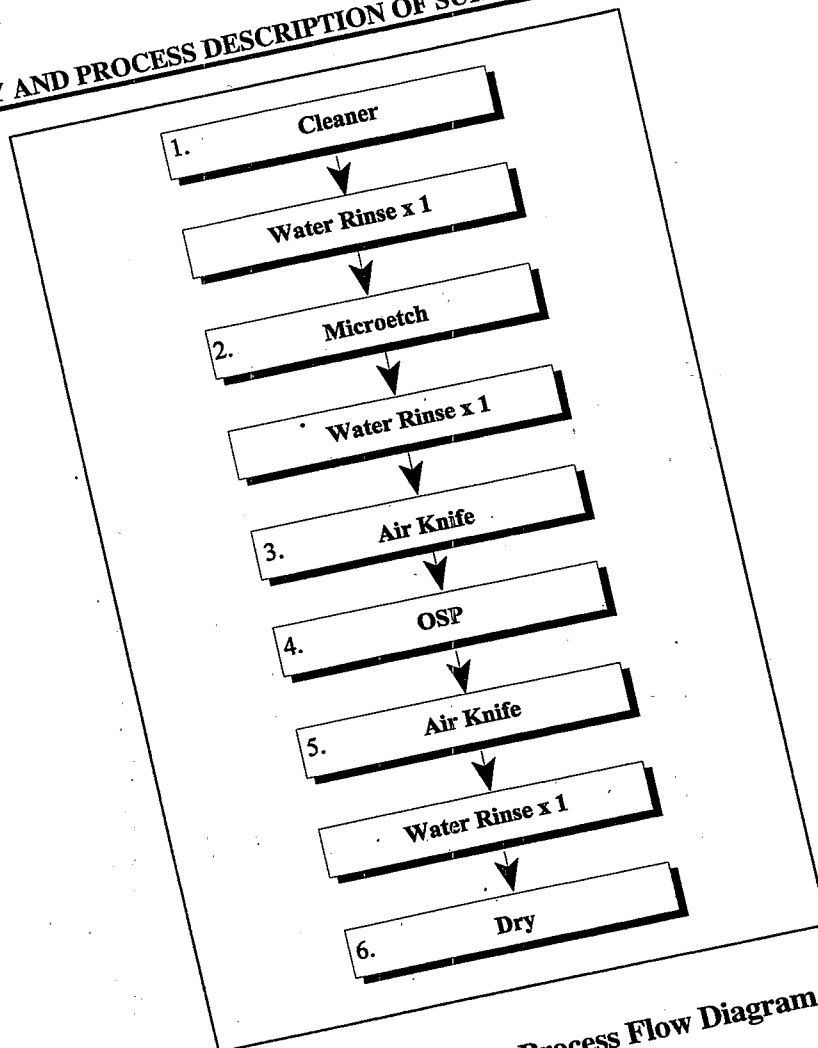 AND PROCESS DESCRIPTION OF
1. Cleaner
Water Rinse x 1
2. Microetch
Water Rinse x 1
3. Air Knife
4. OSP
5. Air Knife
Water Rinse x 1
6. Dry
Process Flow Diagram